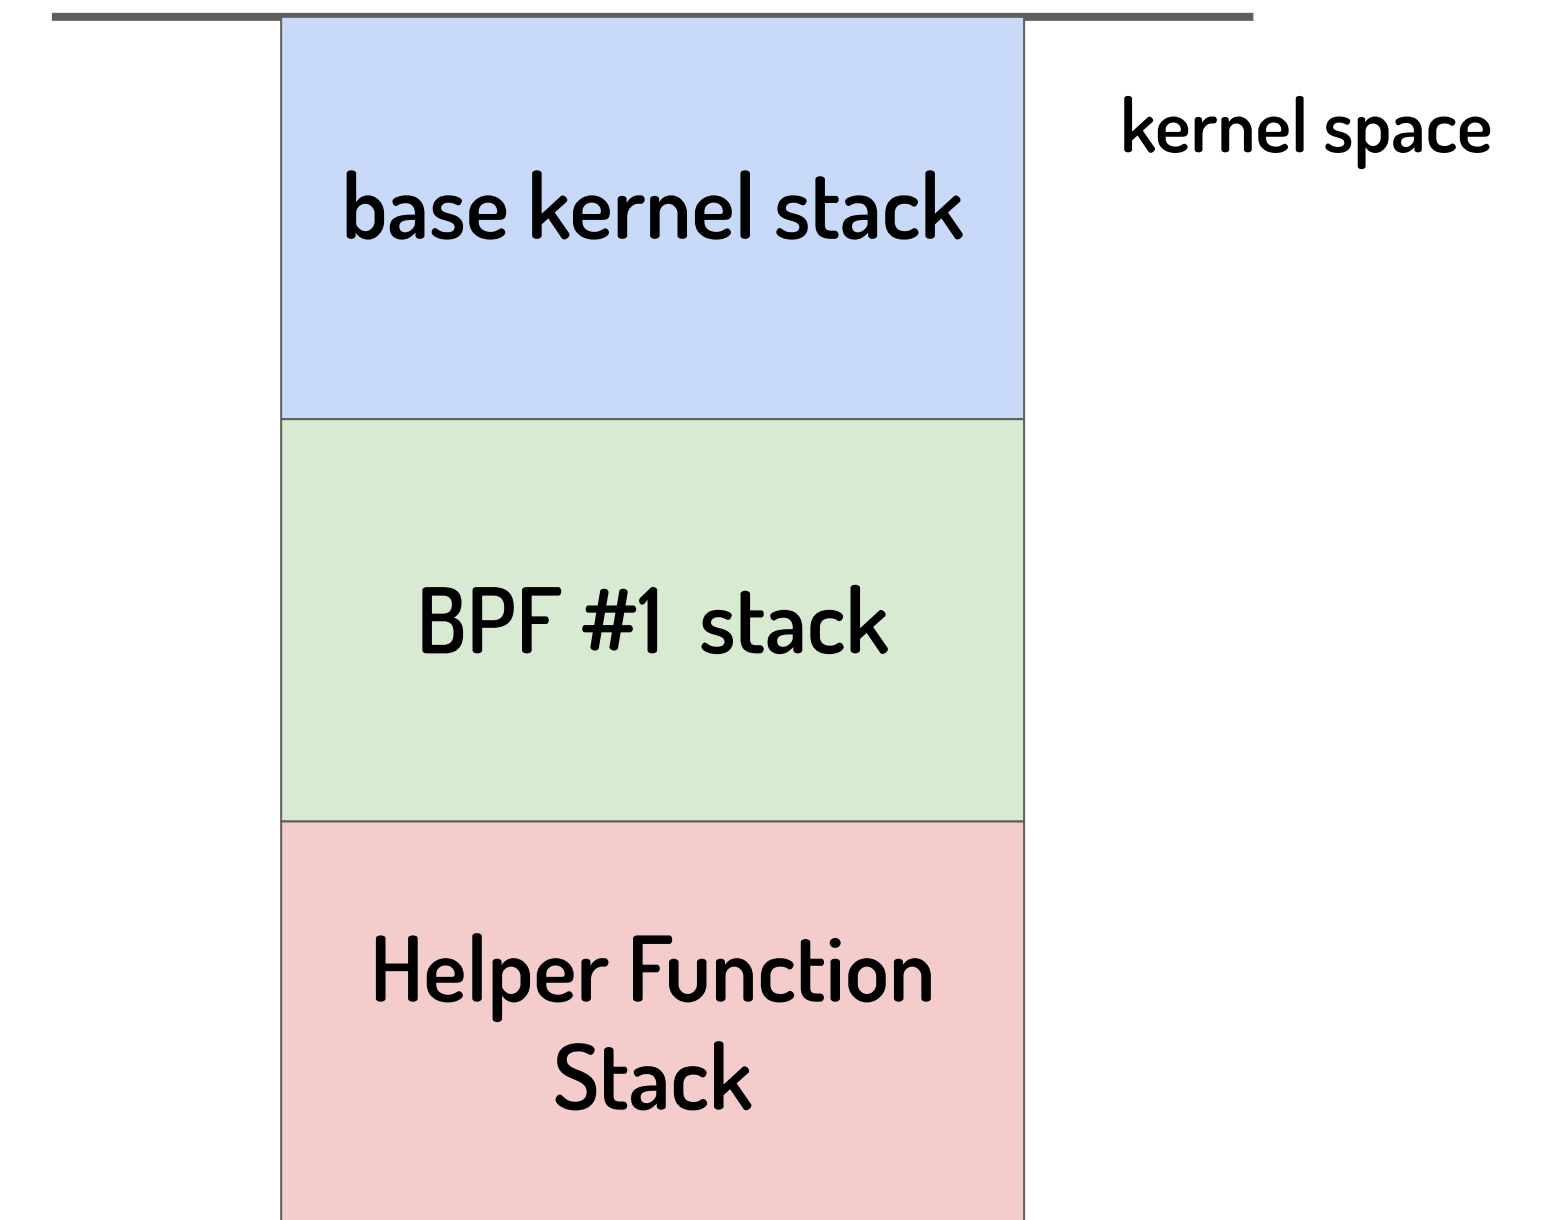 kernel space
base kernel stack
BPF #1 stack
Helper Function
Stack